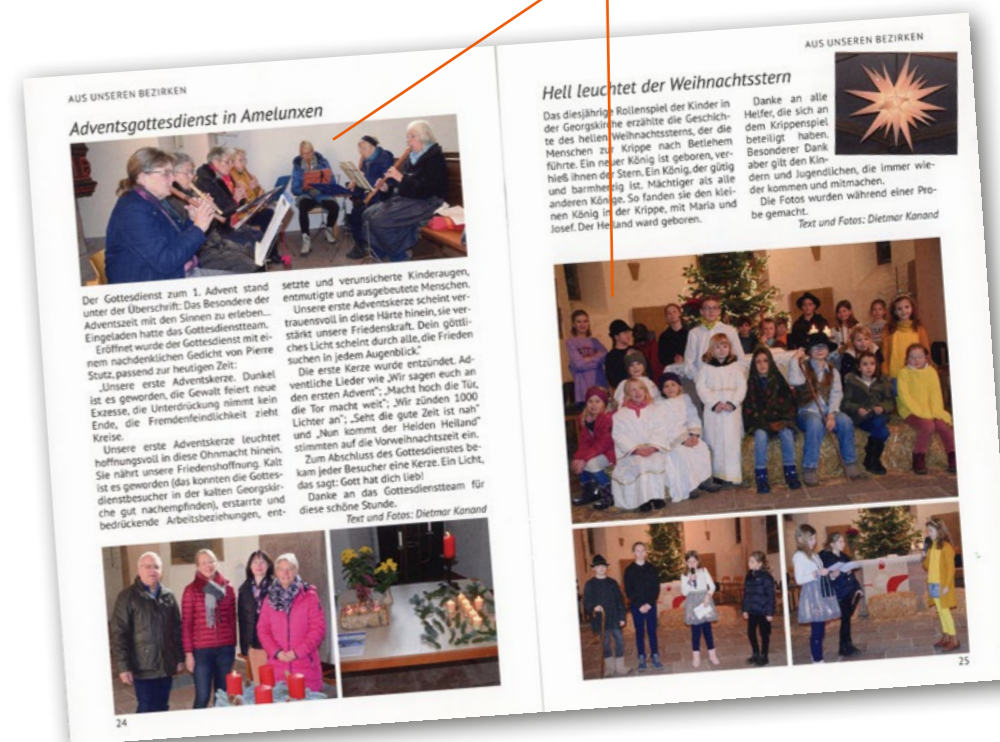 AUS UNSEREN BEZIRKEN
Adventsgottesdienst in Amelunxen
Der Gottesdienst zum 1. Advent stand
unter der Überschrift: Das Besondere der
Adventszeit mit den Sinnen zu erleben...
Eingeladen hatte das Gottesdienstteam.
Eröffnet wurde der Gottesdienst mit ei-
nem nachdenklichen Gedicht von Pierre
Stutz, passend zur heutigen Zeit:
„Unsere erste Adventskerze. Dunkel
ist es geworden, die Gewalt feiert neue
Exzesse, die Unterdrückung nimmt kein
Ende, die Fremdenfeindlichkeit zieht
Kreise.
Unsere erste Adventskerze leuchtet
hoffnungsvoll in diese Ohnmacht hinein.
Sie nährt unsere Friedenshoffnung. Kalt
ist es geworden (das konnten die Gottes-
dienstbesucher in der kalten Georgskir-
che gut nachempfinden), erstarrte und
bedrückende Arbeitsbeziehungen, ent-
setzte und verunsicherte Kinderaugen,
entmutigte und ausgebeutete Menschen.
Unsere erste Adventskerze scheint ver-
trauensvoll in diese Härte hinein, sie ver-
stärkt unsere Friedenskraft. Dein göttli-
ches Licht scheint durch alle, die Frieden
suchen in jedem Augenblick."
Die erste Kerze wurde entzündet. Ad-
ventliche Lieder wie „Wir sagen euch an
den ersten Advent"; „Macht hoch die Tür,
die Tor macht weit"; „Wir zünden 1000
Lichter an"; „Seht die gute Zeit ist nah"
und „Nun kommt der Heiden Heiland"
stimmten auf die Vorweihnachtszeit ein.
Zum Abschluss des Gottesdienstes be-
kam jeder Besucher eine Kerze. Ein Licht,
das sagt: Gott hat dich lieb!
Danke an das Gottesdienstteam für
diese schöne Stunde.
Text und Fotos: Dietmar Kanand
24
AUS UNSEREN BEZIRKEN
Hell leuchtet der Weihnachtsstern
Das diesjährige Rollenspiel der Kinder in
der Georgskirche erzählte die Geschich-
te des hellen Weihnachtssterns, der die
Menschen zur Krippe nach Betlehem
führte. Ein neuer König ist geboren, ver-
hieß ihnen der Stern. Ein König, der gütig
und barmherzig ist. Mächtiger als alle
anderen Könige. So fanden sie den klei-
nen König in der Krippe, mit Maria und
Josef. Der Heiland ward geboren.
Danke an alle
Helfer, die sich an
dem Krippenspiel
beteiligt haben.
Besonderer Dank
aber gilt den Kin-
dern und Jugendlichen, die immer wie-
der kommen und mitmachen.
Die Fotos wurden während einer Pro-
be gemacht.
Text und Fotos: Dietmar Kanand
25